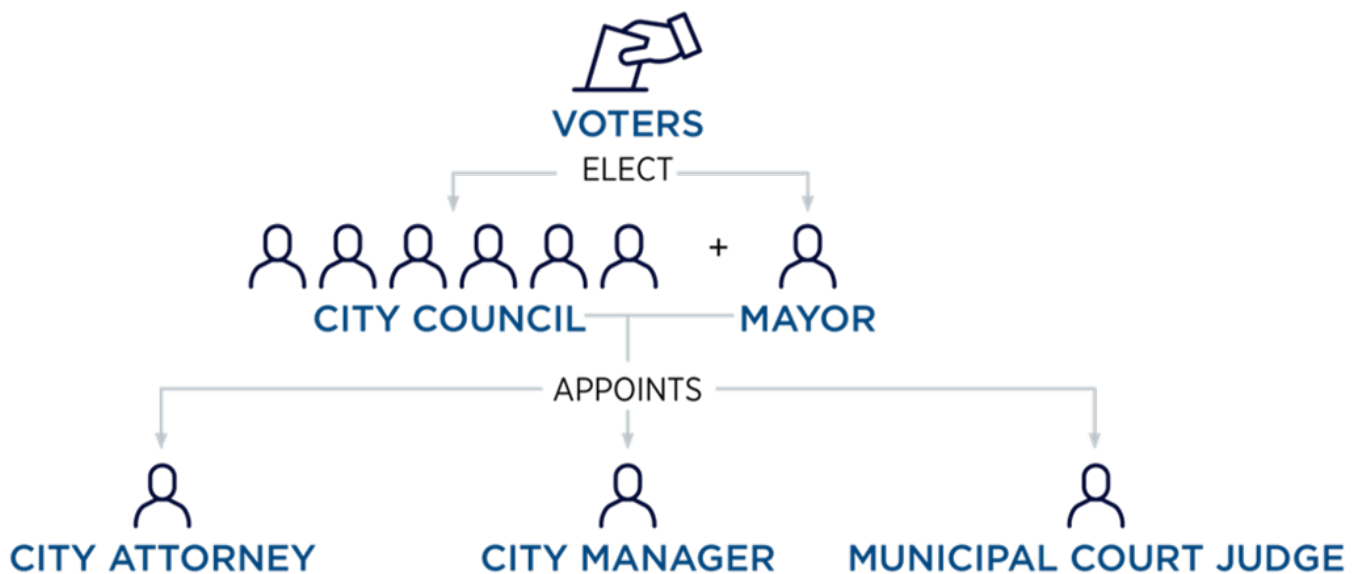 VOTERS
ELECT
+
CITY COUNCIL
MAYOR
APPOINTS
CITY ATTORNEY
CITY MANAGER
MUNICIPAL COURT JUDGE